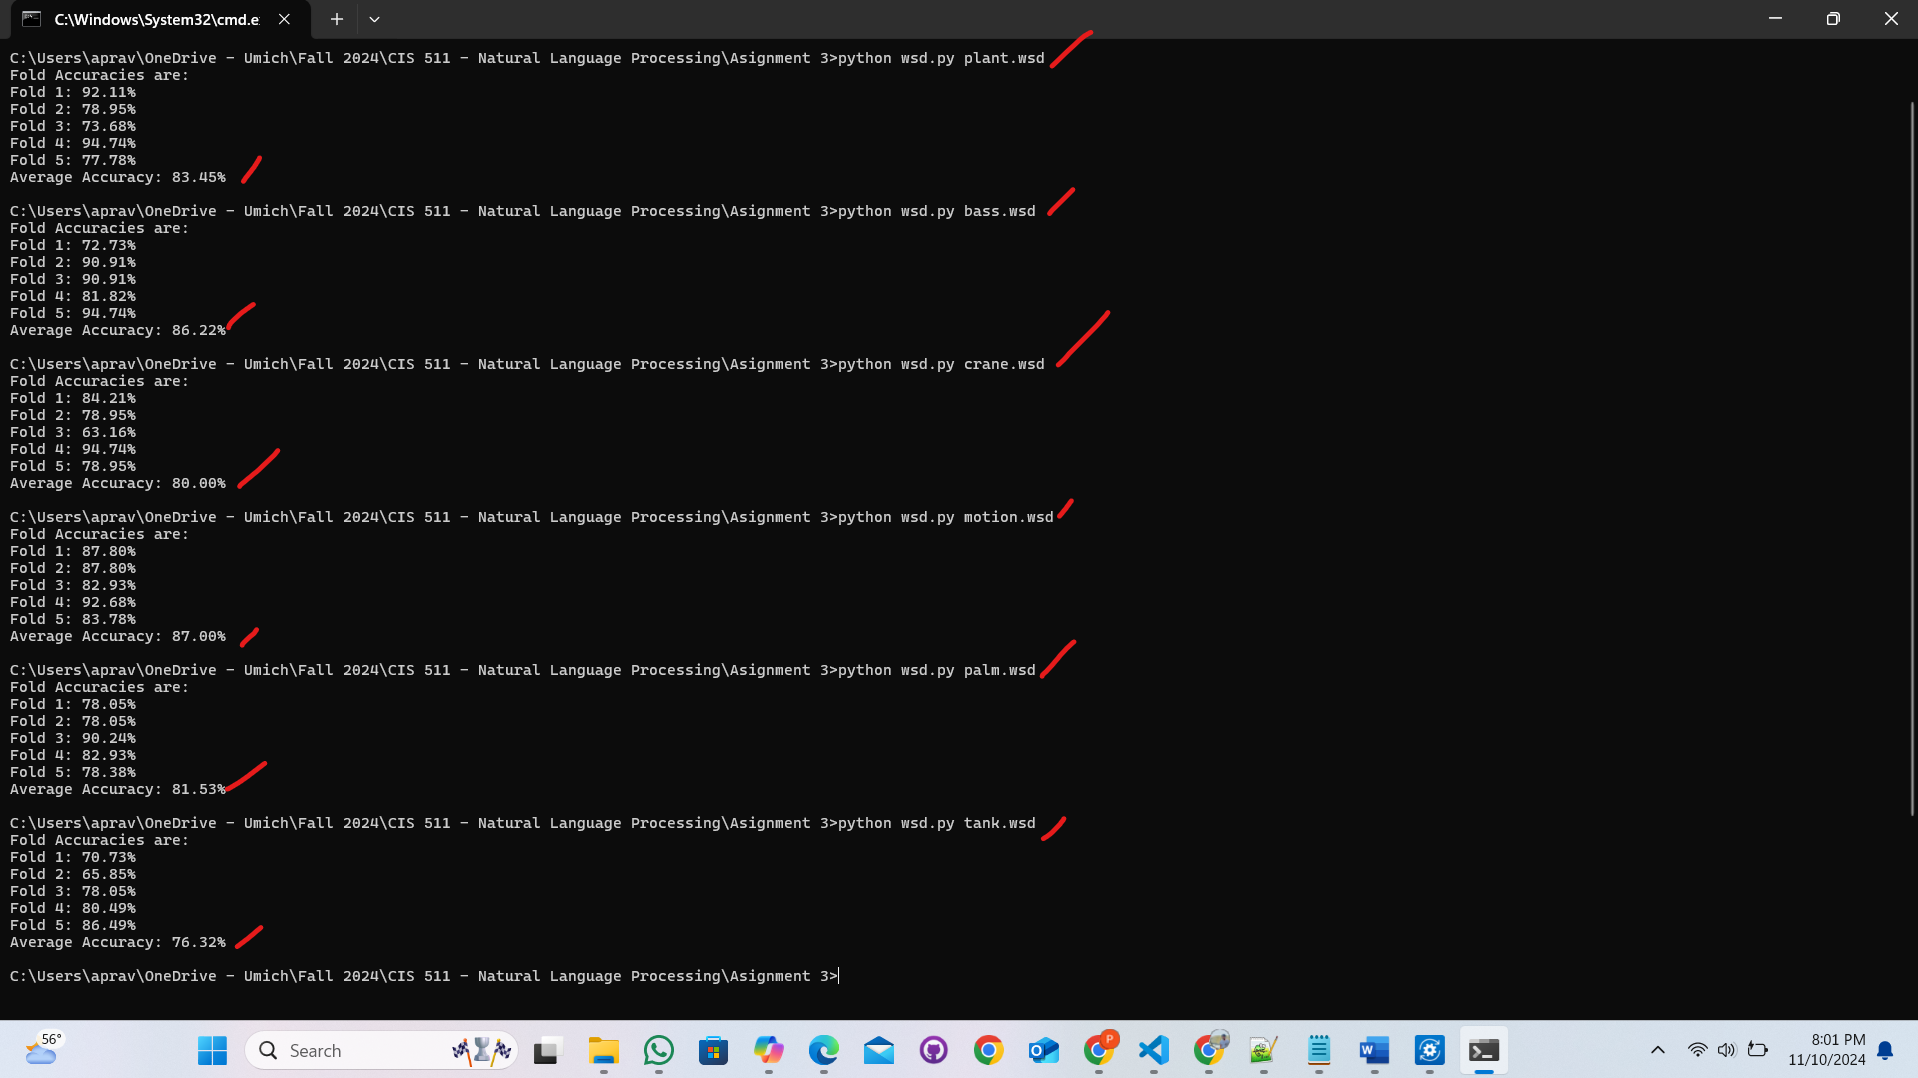 C:\Windows\System32\cmd.e
C:\Users\aprav\OneDrive - Umich\Fall 2024\CIS 511 - Natural Language Processing\Asignment 3>python wsd.py plant.wsd
Fold Accuracies are:
Fold 1: 92.11%
Fold 2: 78.95%
Fold 3: 73.68%
Fold 4: 94.74%
Fold 5: 77.78%
Average Accuracy: 83.45%
C:\Users\aprav\OneDrive - Umich\Fall 2024\CIS 511 - Natural Language Processing\Asignment 3>python wsd.py bass.wsd
Fold Accuracies are:
Fold 1: 72.73%
Fold 2: 90.91%
Fold 3: 90.91%
Fold 4: 81.82%
Fold 5: 94.74%
Average Accuracy: 86.22%
C:\Users\aprav\OneDrive - Umich\Fall 2024\CIS 511 - Natural Language Processing\Asignment 3>python wsd.py crane.wsd
Fold Accuracies are:
Fold 1: 84.21%
Fold 2: 78.95%
Fold 3: 63.16%
Fold 4: 94.74%
Fold 5: 78.95%
Average Accuracy: 80.00%
C:\Users\aprav\OneDrive - Umich\Fall 2024\CIS 511 - Natural Language Processing\Asignment 3>python wsd.py motion.wsd
Fold Accuracies are:
Fold 1: 87.80%
Fold 2: 87.80%
Fold 3: 82.93%
Fold 4: 92.68%
Fold 5: 83.78%
Average Accuracy: 87.00%
C:\Users\aprav\OneDrive - Umich\Fall 2024\CIS 511 - Natural Language Processing\Asignment 3>python wsd.py palm.wsd
Fold Accuracies are:
Fold 1: 78.05%
Fold 2: 78.05%
Fold 3: 90.24%
Fold 4: 82.93%
Fold 5: 78.38%
Average Accuracy: 81.53%
C:\Users\aprav\OneDrive - Umich\Fall 2024\CIS 511 - Natural Language Processing\Asignment 3>python wsd.py tank.wsd
Fold Accuracies are:
Fold 1: 70.73%
Fold 2: 65.85%
Fold 3: 78.05%
Fold 4: 80.49%
Fold 5: 86.49%
Average Accuracy: 76.32%
C:\Users\aprav\OneDrive - Umich\Fall 2024\CIS 511 - Natural Language Processing\Asignment 3>
56°
Search
P
8:01 PM
11/10/2024